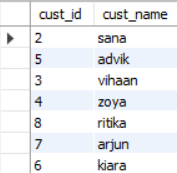 cust_id cust_name
2 sana
5 advik
3 vihaan
4 zoya
8 ritika
7 arjun
6 kiara